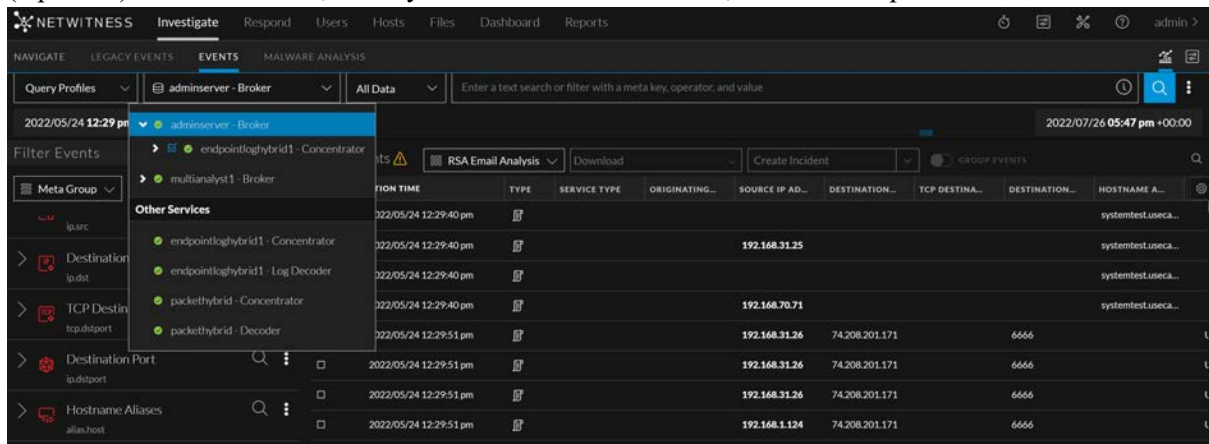 NETWITNESS Investigate Respond Users Hosts Files Dashboard Reports admin >
NAVIGATE LEGACY EVENTS EVENTS MALWARE ANALYSIS
Query Profiles adminserver - Broker All Data Enter a text search or filter with a meta key, operator, and value
2022/05/24 12:29 pm adminserver - Broker 2022/07/26 05:47 pm +00:00
Filter Events endpointloghybrid1 - Concentrator nts RSA Email Analysis Download Create Incident GROUP EVENTS
Meta Group multianalyst1 - Broker TION TIME TYPE SERVICE TYPE ORIGINATING... SOURCE IP AD... DESTINATION... TCP DESTINA... DESTINATION... HOSTNAME A...
Other Services 2022/05/24 12:29:40 pm systemtest.useca...
ip.src
endpointloghybrid1 - Concentrator 2022/05/24 12:29:40 pm 192.168.31.25 systemtest.useca...
Destination
ip.dst endpointloghybrid1 - Log Decoder 2022/05/24 12:29:40 pm systemtest.useca...
TCP Destin packethybrid - Concentrator 2022/05/24 12:29:40 pm 192.168.70.71 systemtest.useca...
tcp.dstport packethybrid - Decoder 2022/05/24 12:29:51 pm 192.168.31.26 74.208.201.171 6666
Destination Port 2022/05/24 12:29:51 pm 192.168.31.26 74.208.201.171 6666
ip.dstport
2022/05/24 12:29:51 pm 192.168.31.26 74.208.201.171 6666
Hostname Aliases
alias.host 2022/05/24 12:29:51 pm 192.168.1.124 74.208.201.171 6666